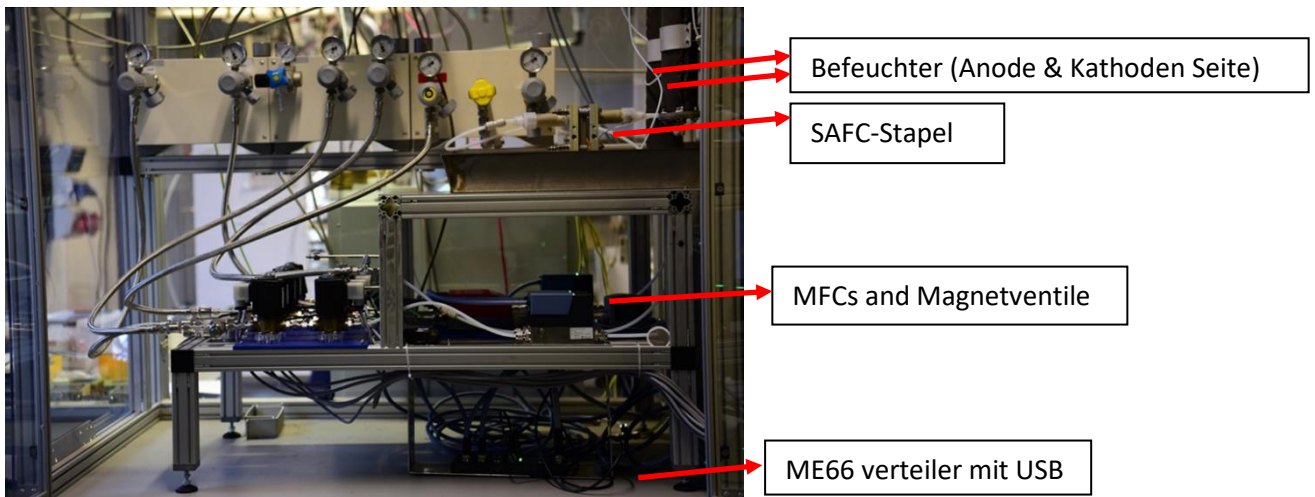 Befeuchter (Anode & Kathoden Seite)
SAFC-Stapel
MFCs and Magnetventile
ME66 verteiler mit USB